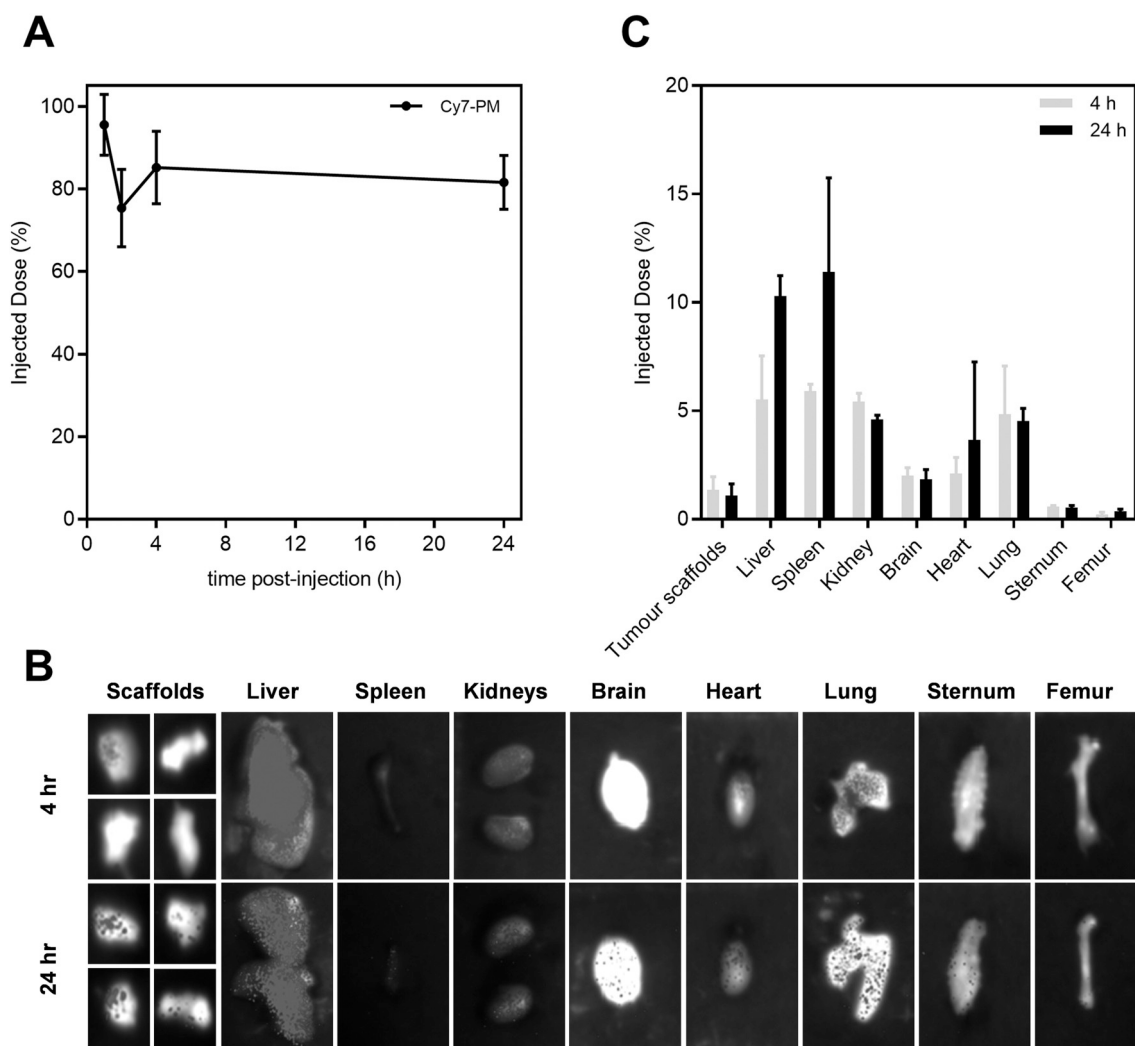 A
Injected Dose (%)
100
80
60
40
20
0
0 4 8 12 16 20 24
time post-injection (h)
Cy7-PM
C
Injected Dose (%)
20
15
10
5
0
4 h
24 h
Tumour scaffolds
Liver
Spleen
Kidney
Brain
Heart
Lung
Sternum
Femur
B
Scaffolds Liver Spleen Kidneys Brain Heart Lung Sternum Femur
4 hr
24 hr